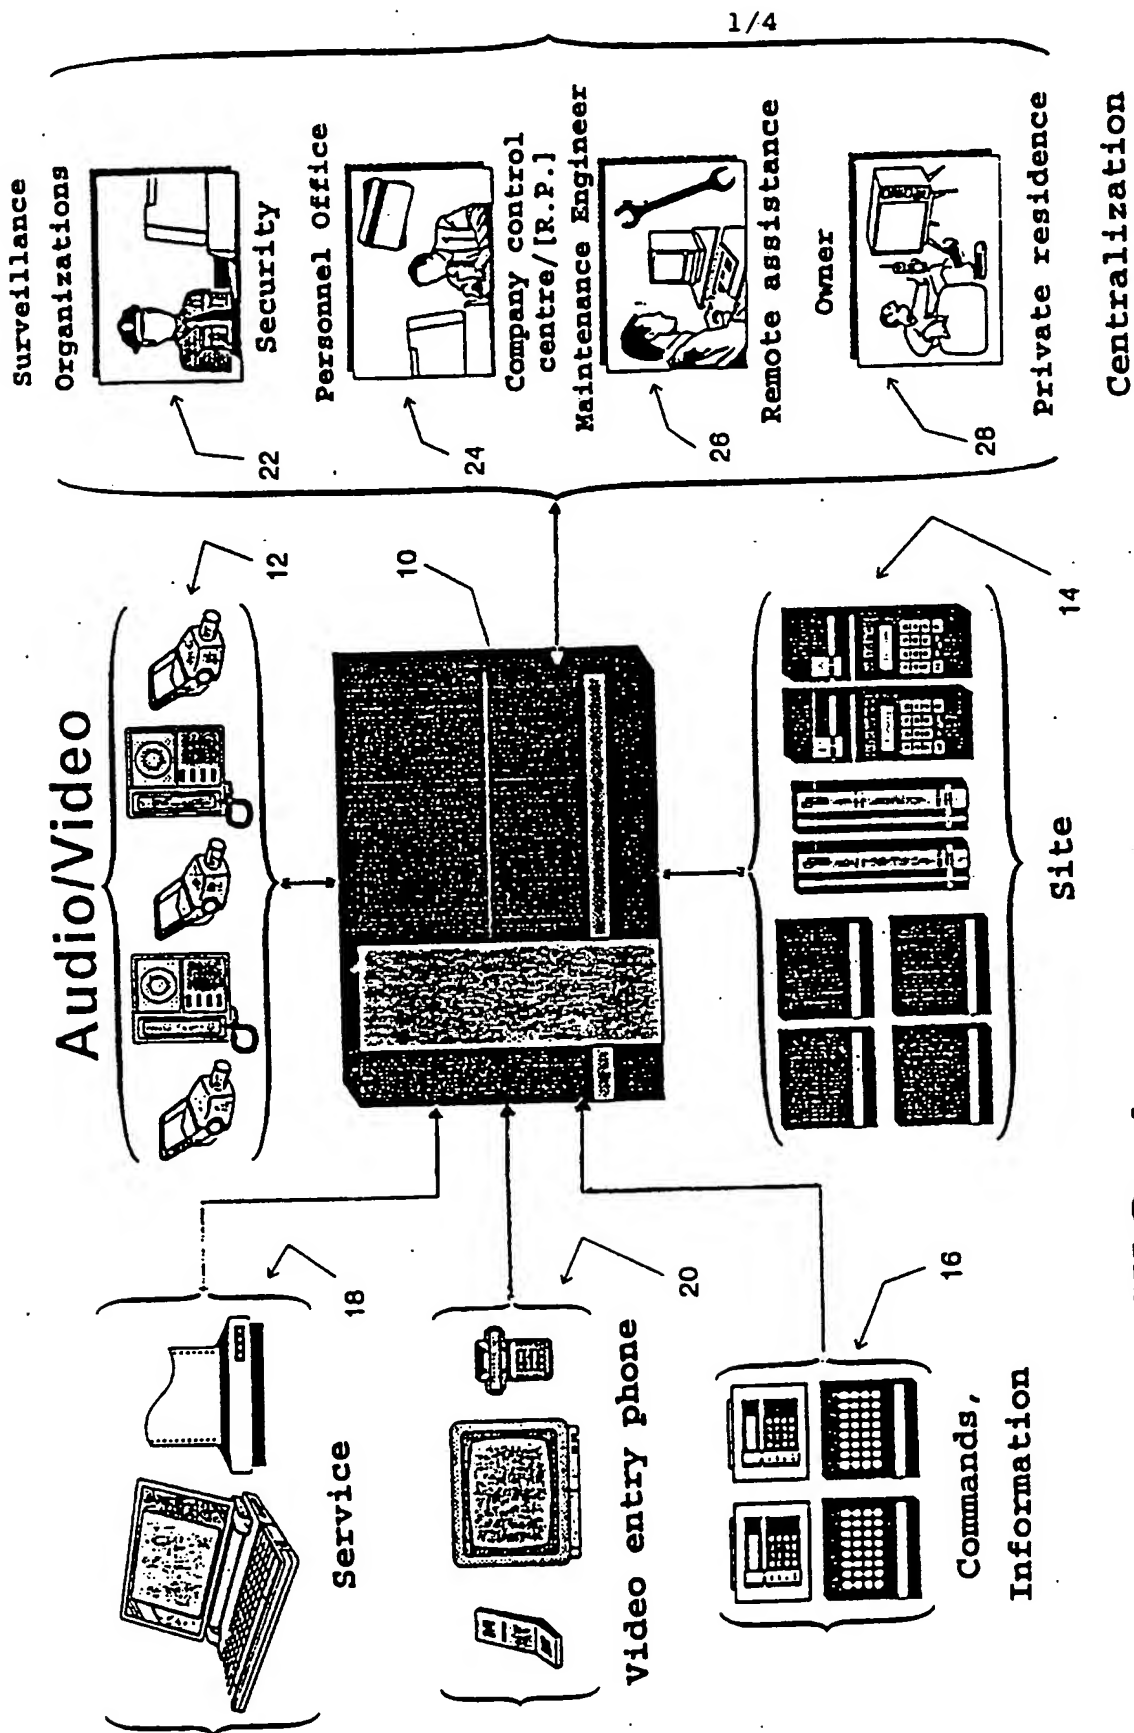 1/4
Audio/Video
12
10
Service
18
Video entry phone
20
Commands,
Information
16
Site
14
Surveillance
Organizations
Security
22
Personnel Office
Company control
centre/[R.P.]
24
Maintenance Engineer
Remote assistance
26
Owner
Private residence
28
Centralization